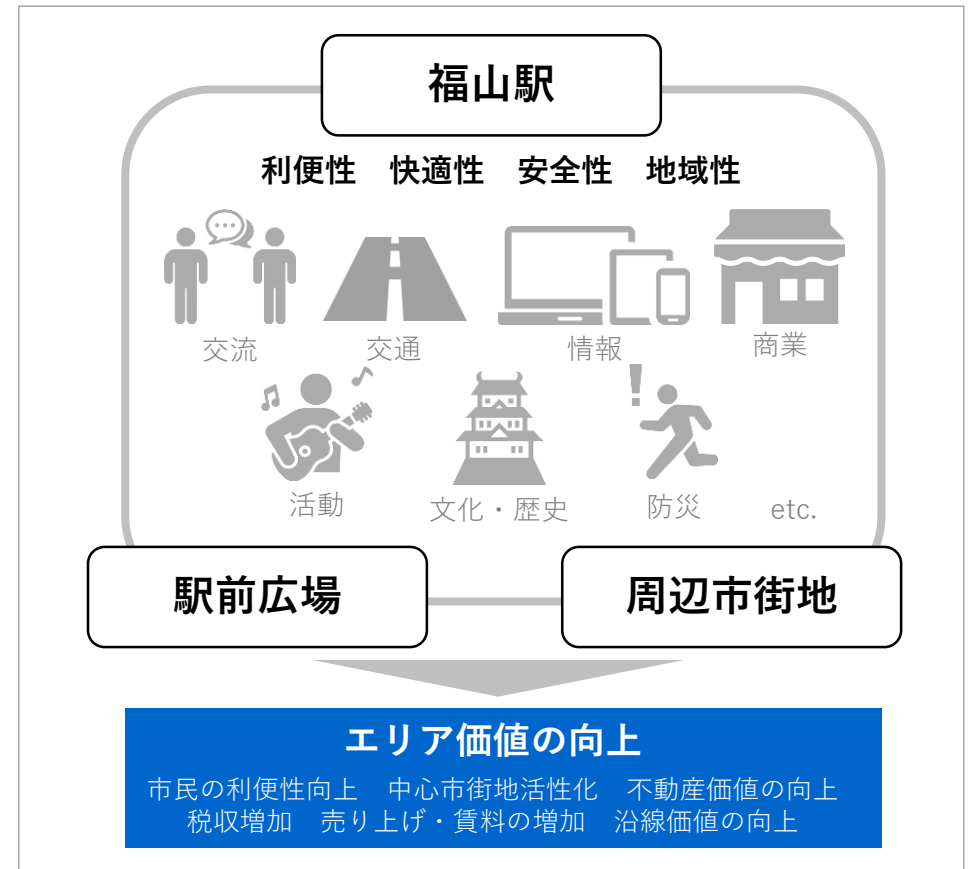 福山駅
利便性 快適性 安全性 地域性
交流 交通 情報 商業
活動 文化・歴史 防災 etc.
駅前広場 周辺市街地
エリア価値の向上
市民の利便性向上 中心市街地活性化 不動産価値の向上
税収増加 売り上げ・賃料の増加 沿線価値の向上